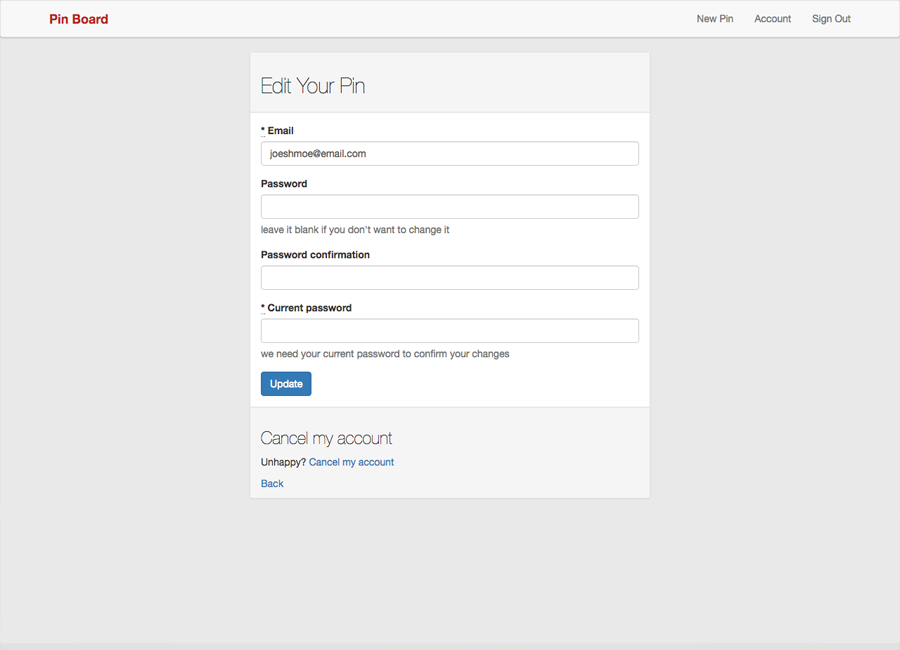 Pin Board New Pin Account Sign Out
Edit Your Pin
* Email
joeshmoe@email.com
Password
leave it blank if you don't want to change it
Password confirmation
* Current password
we need your current password to confirm your changes
Update
Cancel my account
Unhappy? Cancel my account
Back